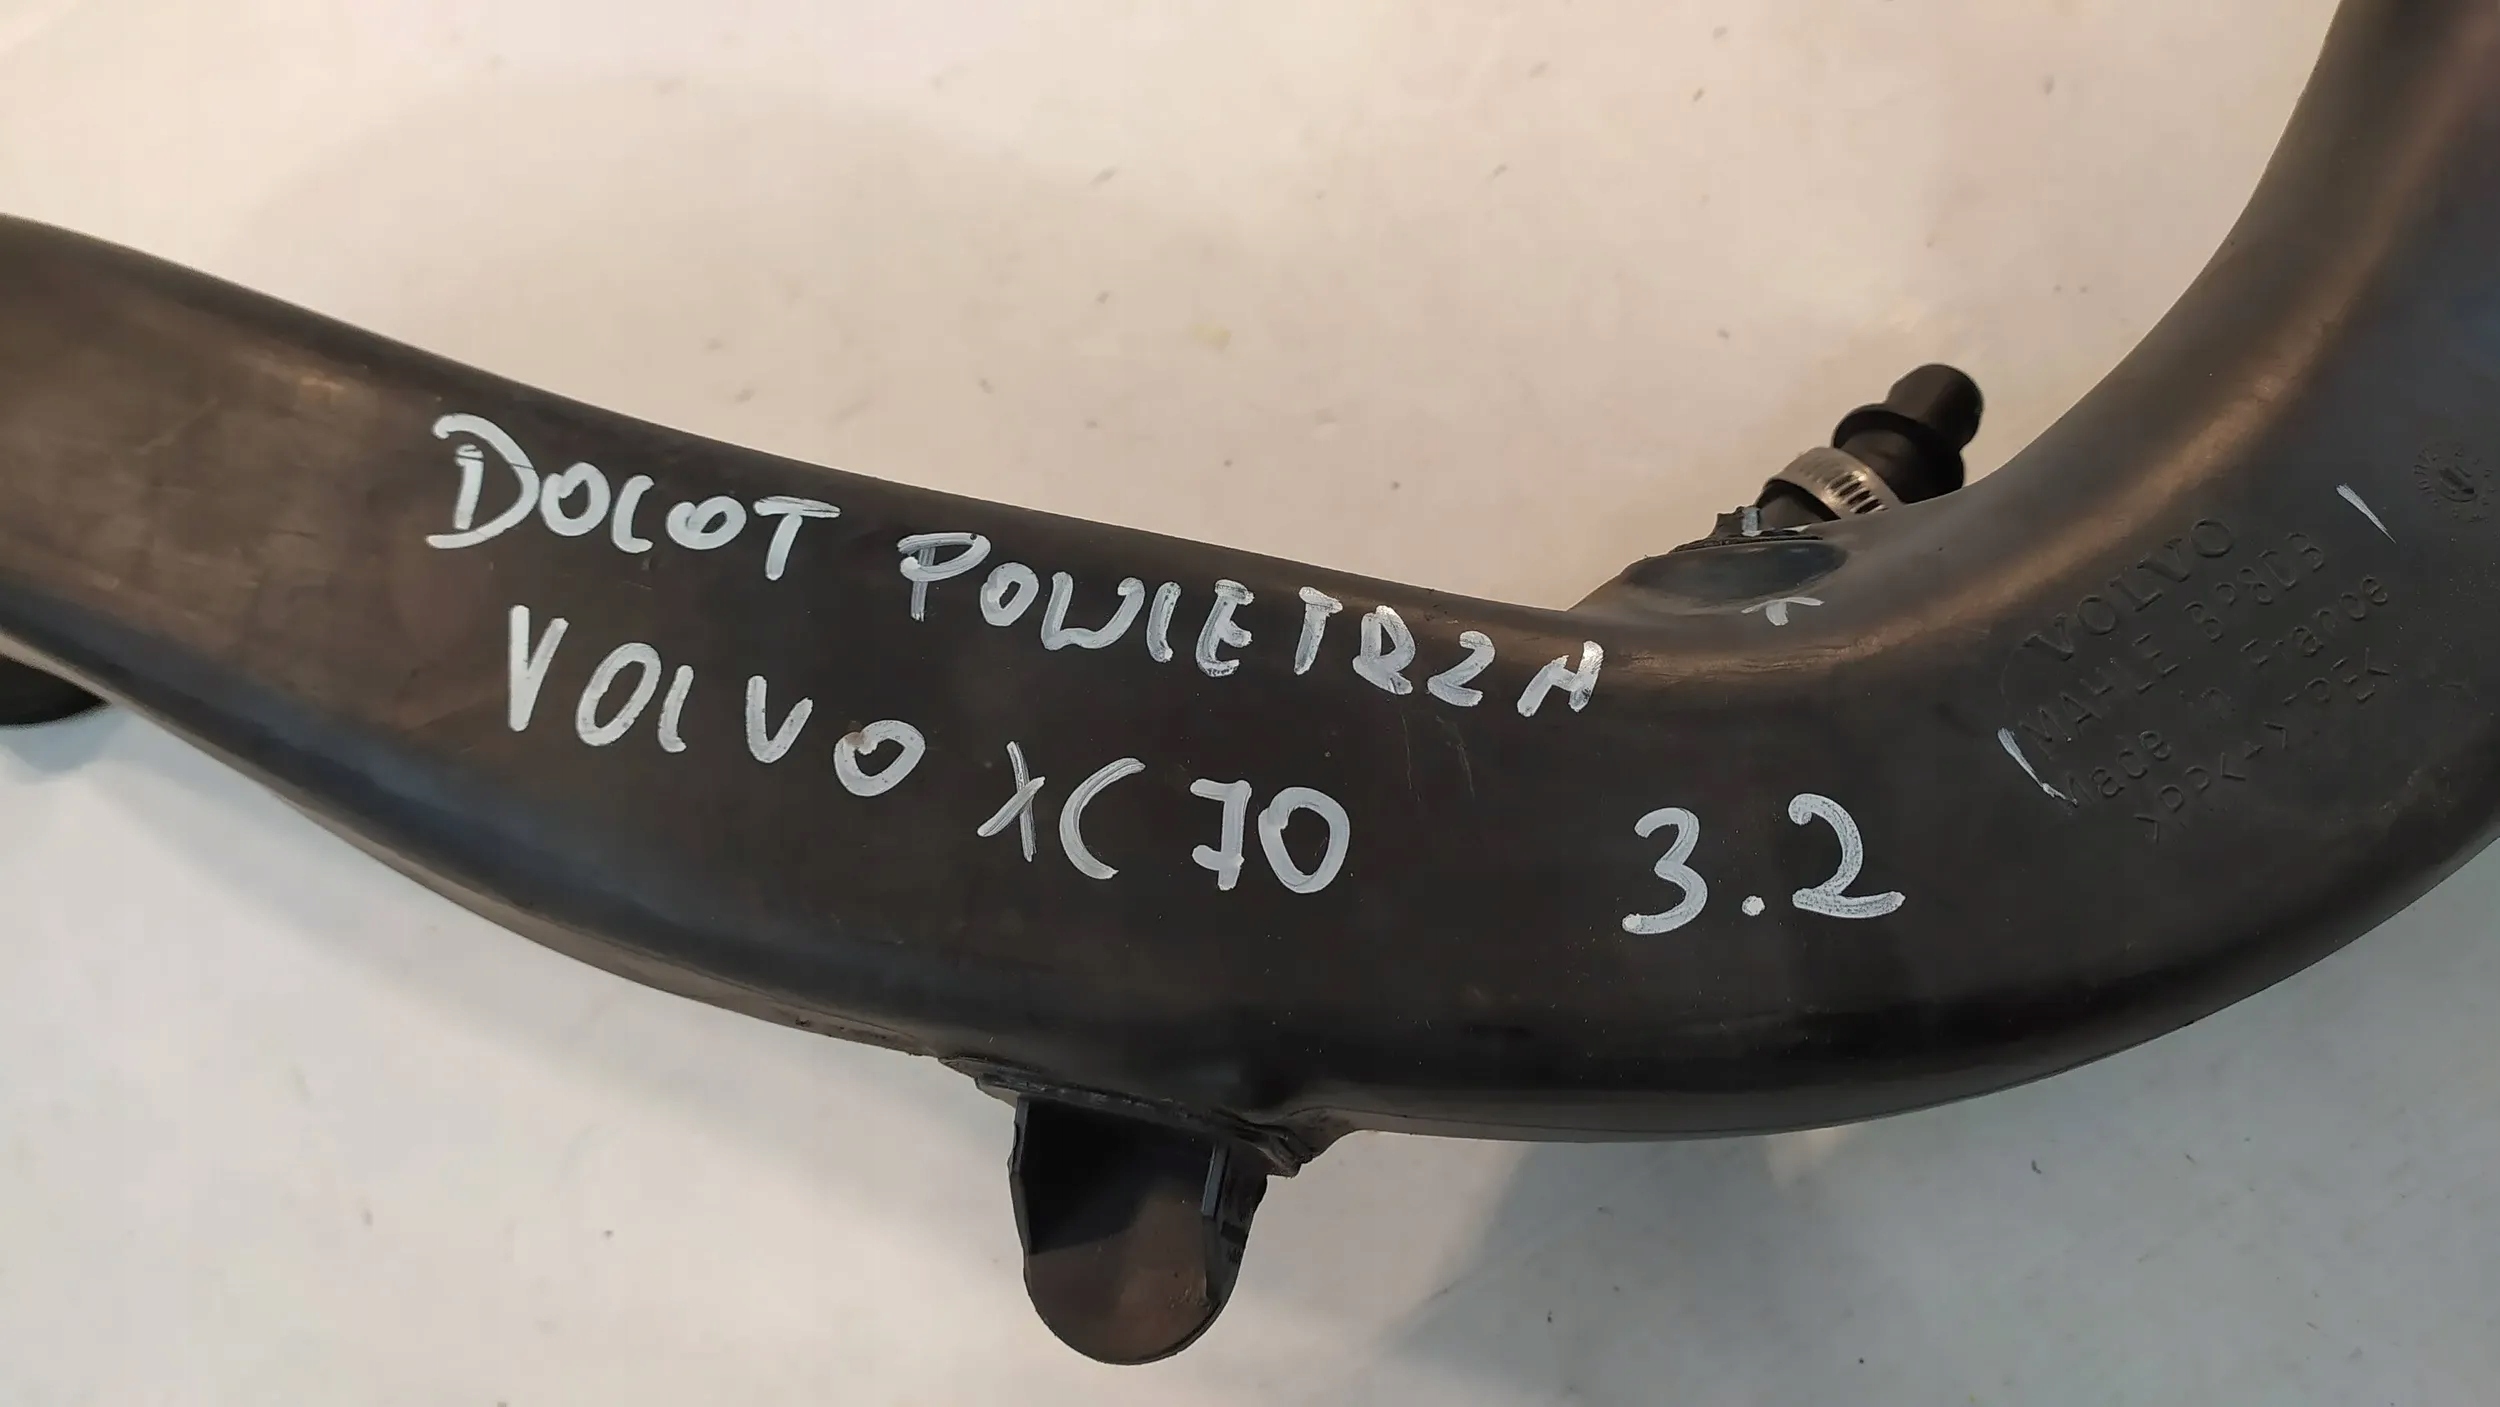 DOLOT POWIETRZA
VOLVO XC70 3.2
VOLVO
MAHLE
Made in France